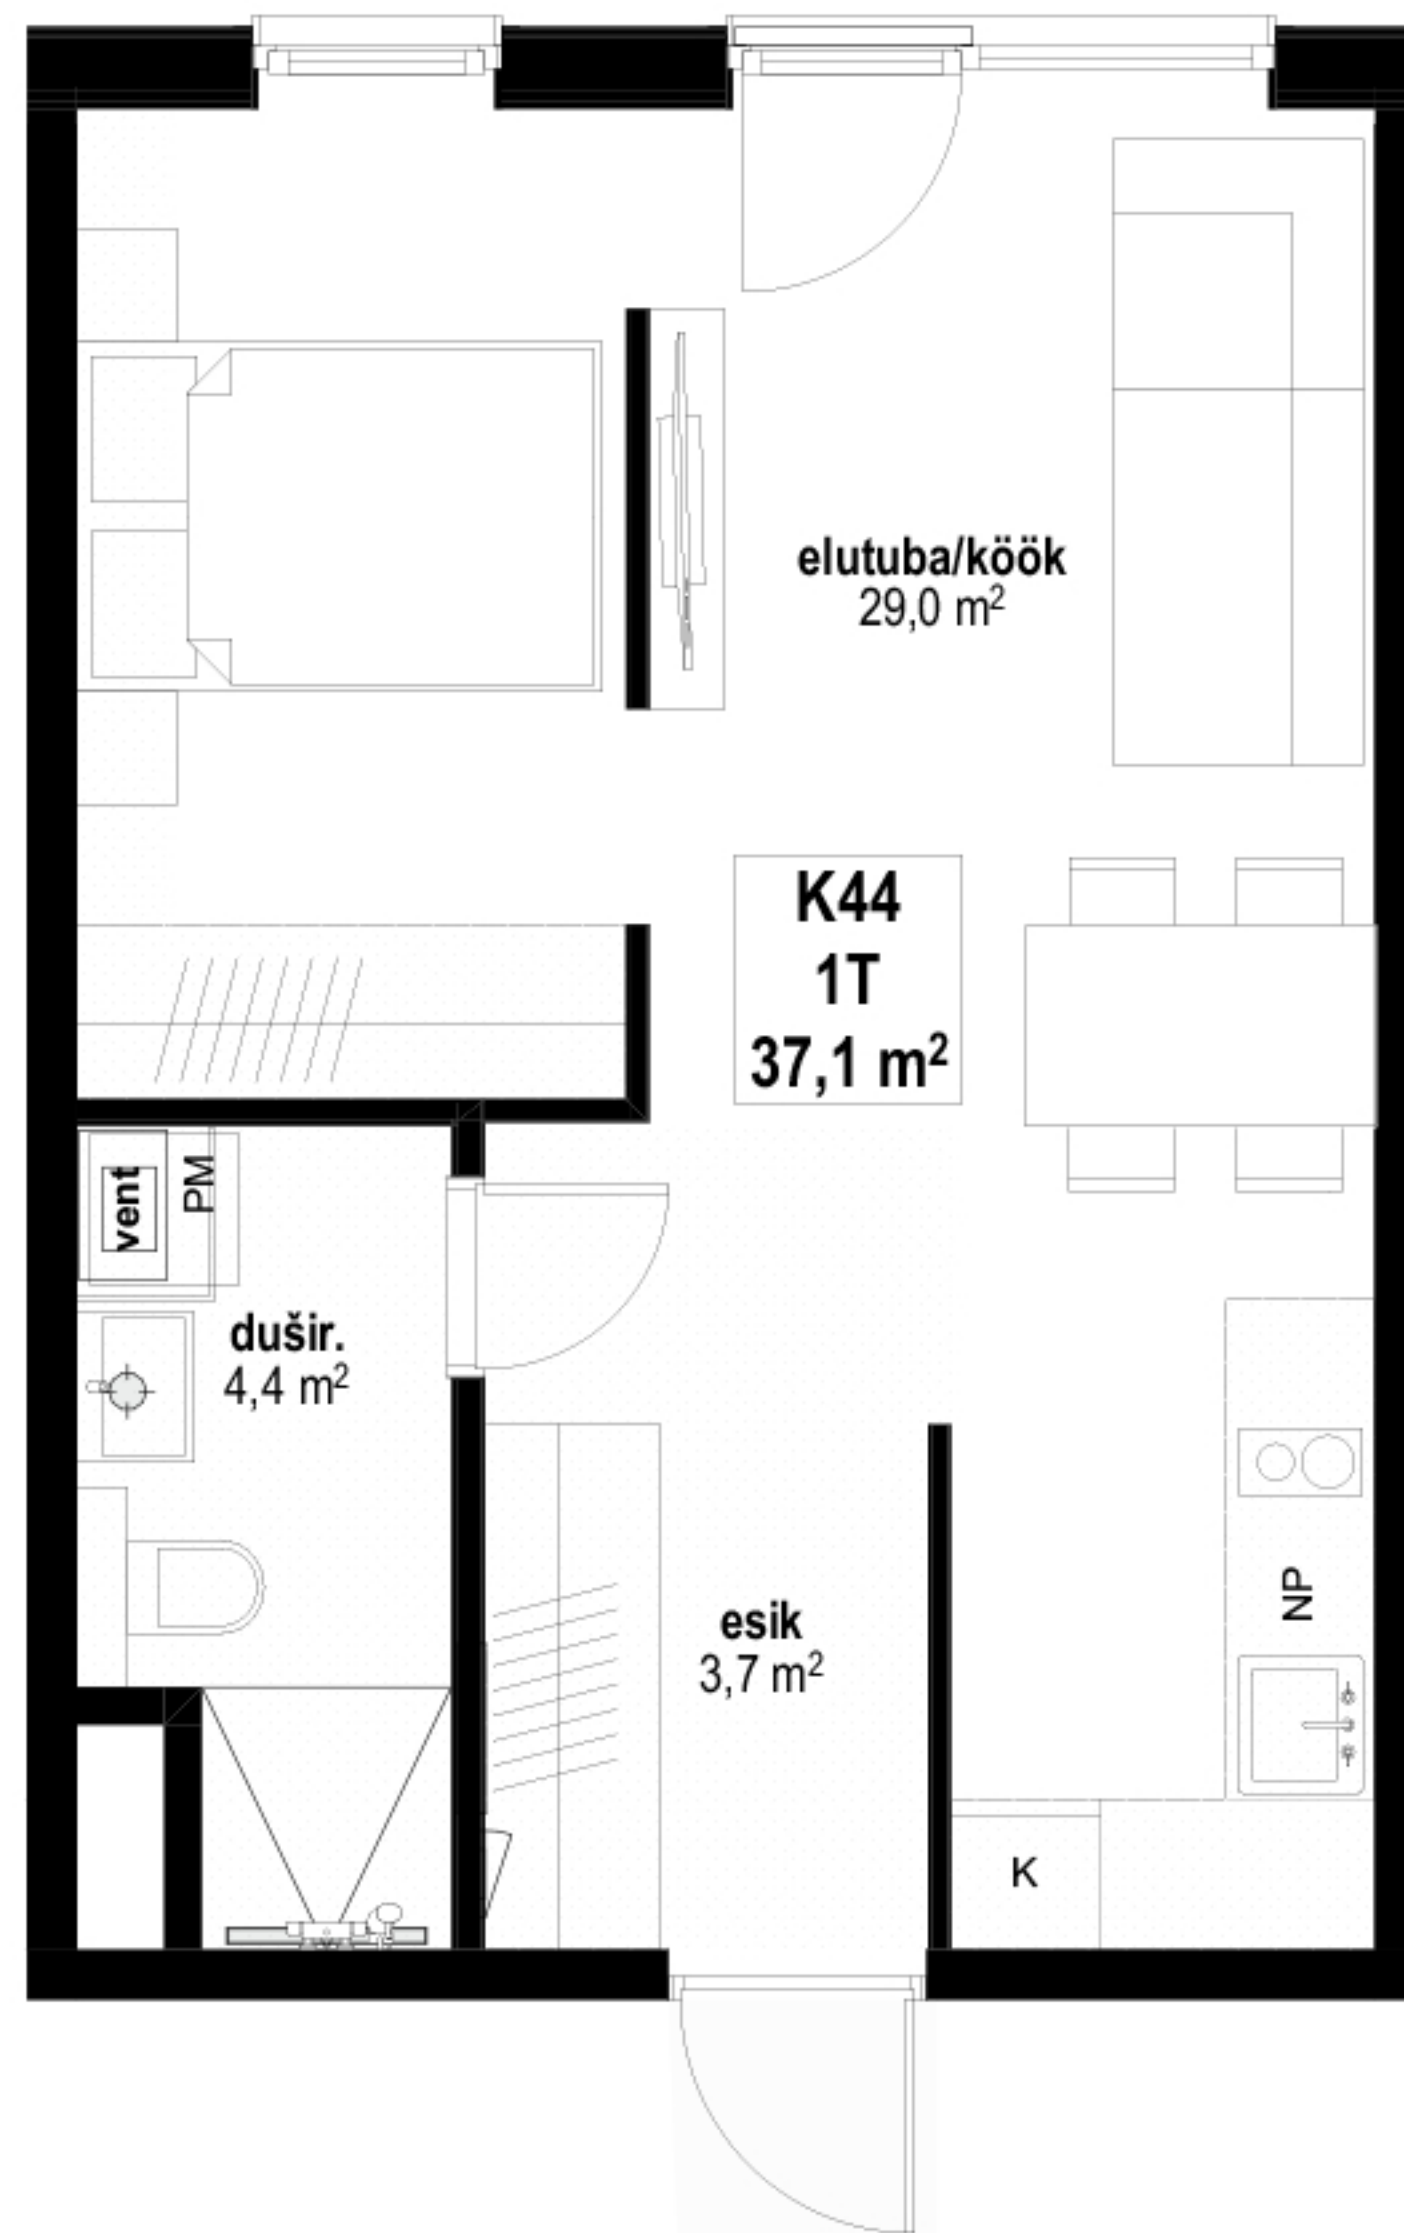 elutuba/köök
29,0 m²
K44
1T
37,1 m²
vent
PM
dušir.
4,4 m²
NP
esik
3,7 m²
K